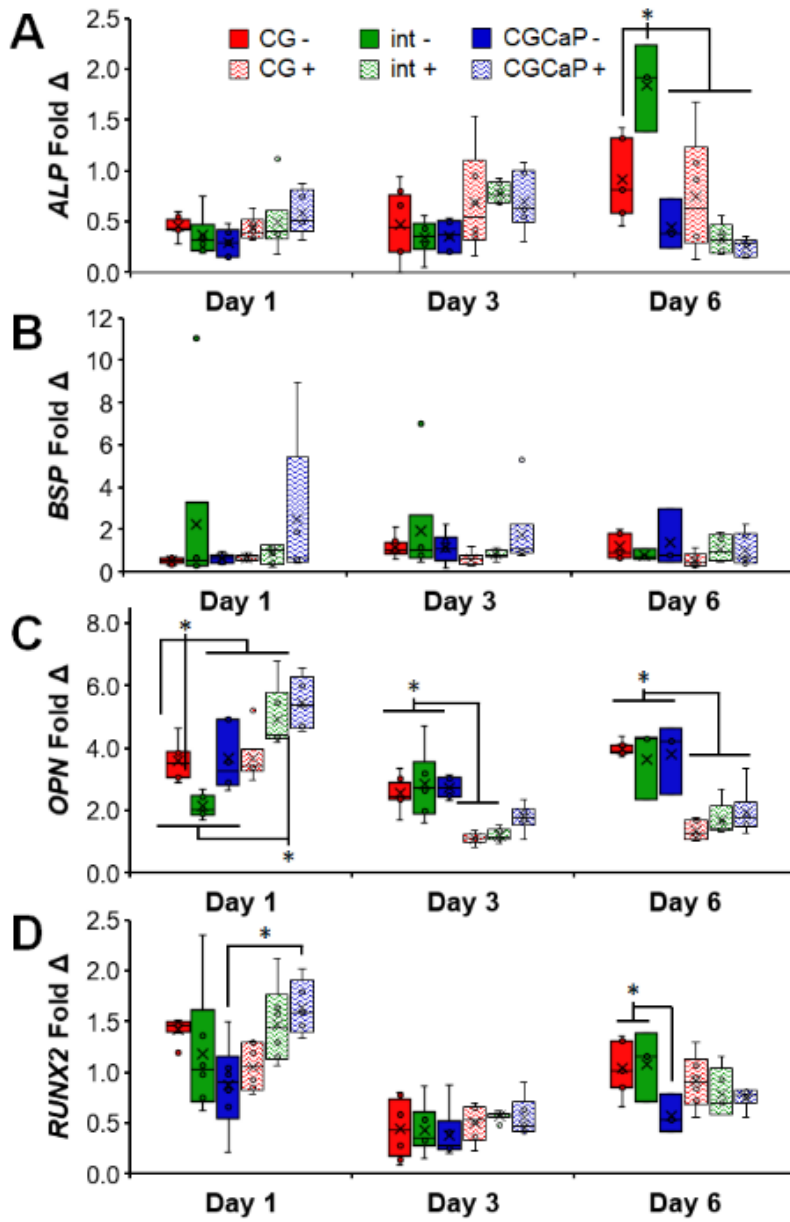 A
CG - int - CGCaP -
CG + int + CGCaP +
*
ALP Fold Δ
2.5
2.0
1.5
1.0
0.5
0.0
Day 1 Day 3 Day 6
B
BSP Fold Δ
12
10
8
6
4
2
0
Day 1 Day 3 Day 6
C
OPN Fold Δ
8.0
6.0
4.0
2.0
0.0
*
*
*
*
Day 1 Day 3 Day 6
D
RUNX2 Fold Δ
2.5
2.0
1.5
1.0
0.5
0.0
*
*
Day 1 Day 3 Day 6